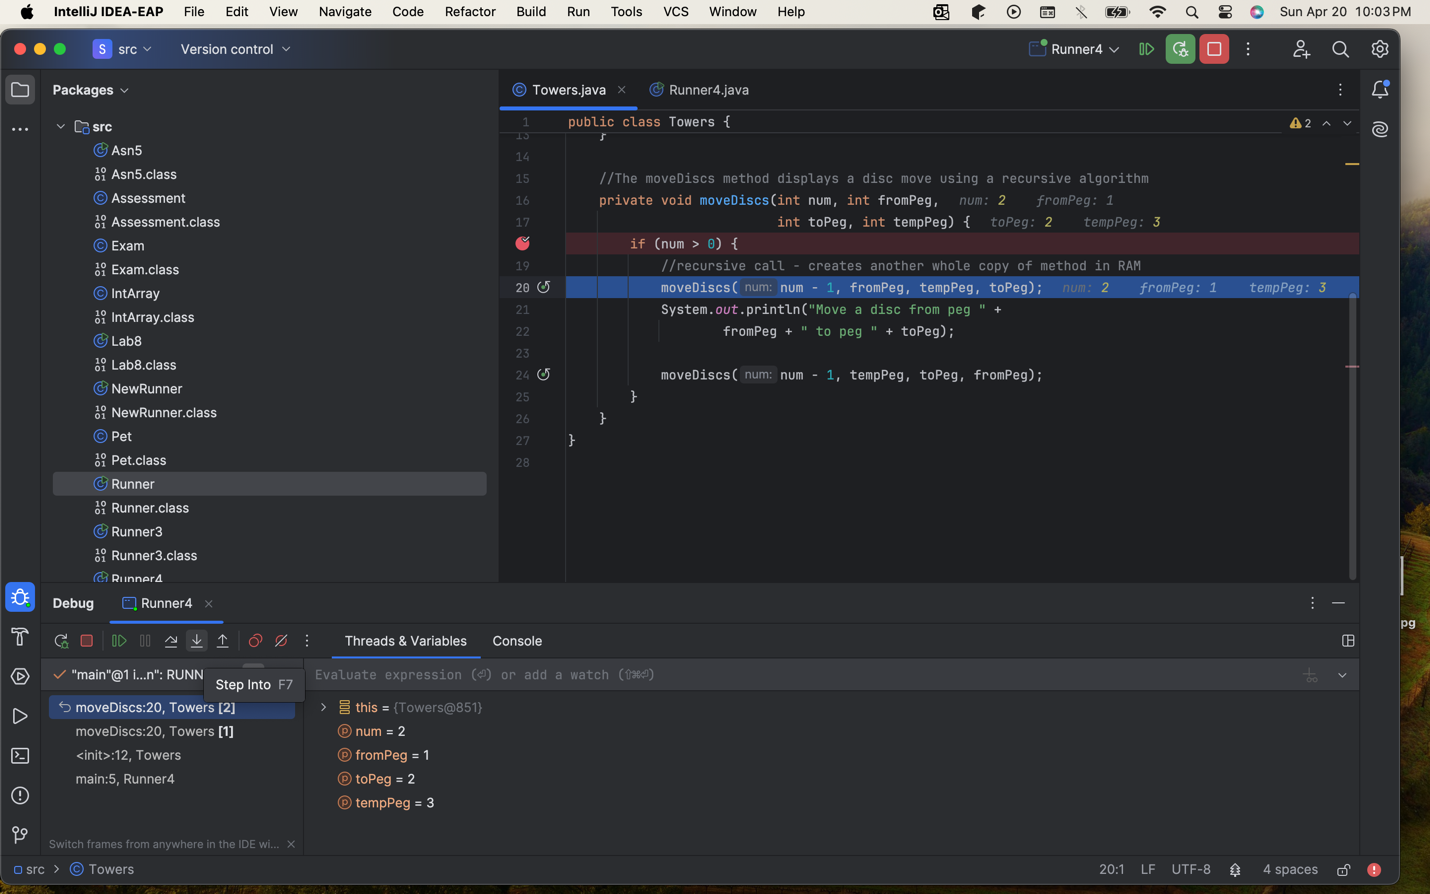 IntelliJ IDEA-EAP File Edit View Navigate Code Refactor Build Run Tools VCS Window Help Sun Apr 20 10:03 PM
S src Version control Runner4
Packages
src
Asn5
Asn5.class
Assessment
Assessment.class
Exam
Exam.class
IntArray
IntArray.class
Lab8
Lab8.class
NewRunner
NewRunner.class
Pet
Pet.class
Runner
Runner.class
Runner3
Runner3.class
Runner4
Towers.java Runner4.java
1 public class Towers { 2
13 }
14
15 //The moveDiscs method displays a disc move using a recursive algorithm
16 private void moveDiscs(int num, int fromPeg, num: 2 fromPeg: 1
17 int toPeg, int tempPeg) { toPeg: 2 tempPeg: 3
if (num > 0) {
19 //recursive call - creates another whole copy of method in RAM
20 moveDiscs( num: num - 1, fromPeg, tempPeg, toPeg); num: 2 fromPeg: 1 tempPeg: 3
21 System.out.println("Move a disc from peg " +
22 fromPeg + " to peg " + toPeg);
23
24 moveDiscs( num: num - 1, tempPeg, toPeg, fromPeg);
25 }
26 }
27 }
28
Debug Runner4
Threads & Variables Console
"main"@1 i...n": RUNN
Step Into F7
moveDiscs:20, Towers [2]
moveDiscs:20, Towers [1]
<init>:12, Towers
main:5, Runner4
Switch frames from anywhere in the IDE wi...
Evaluate expression (⏎) or add a watch (⇧⌘⏎)
this = {Towers@851}
num = 2
fromPeg = 1
toPeg = 2
tempPeg = 3
src > Towers 20:1 LF UTF-8 4 spaces
pg